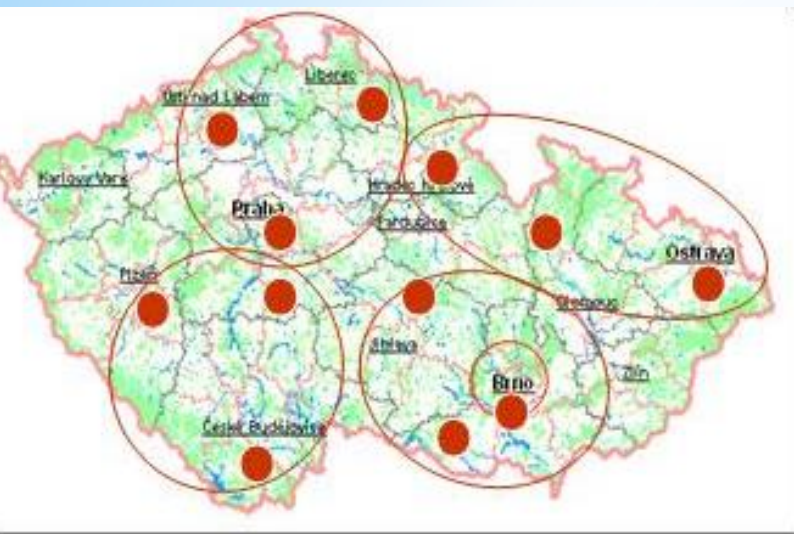 Liberec
Ústí nad Labem
Karlovy Vary
Hradec Králové
Praha
Pardubice
Ostrava
Plzeň
Olomouc
Jihlava
Brno
Zlín
České Budějovice